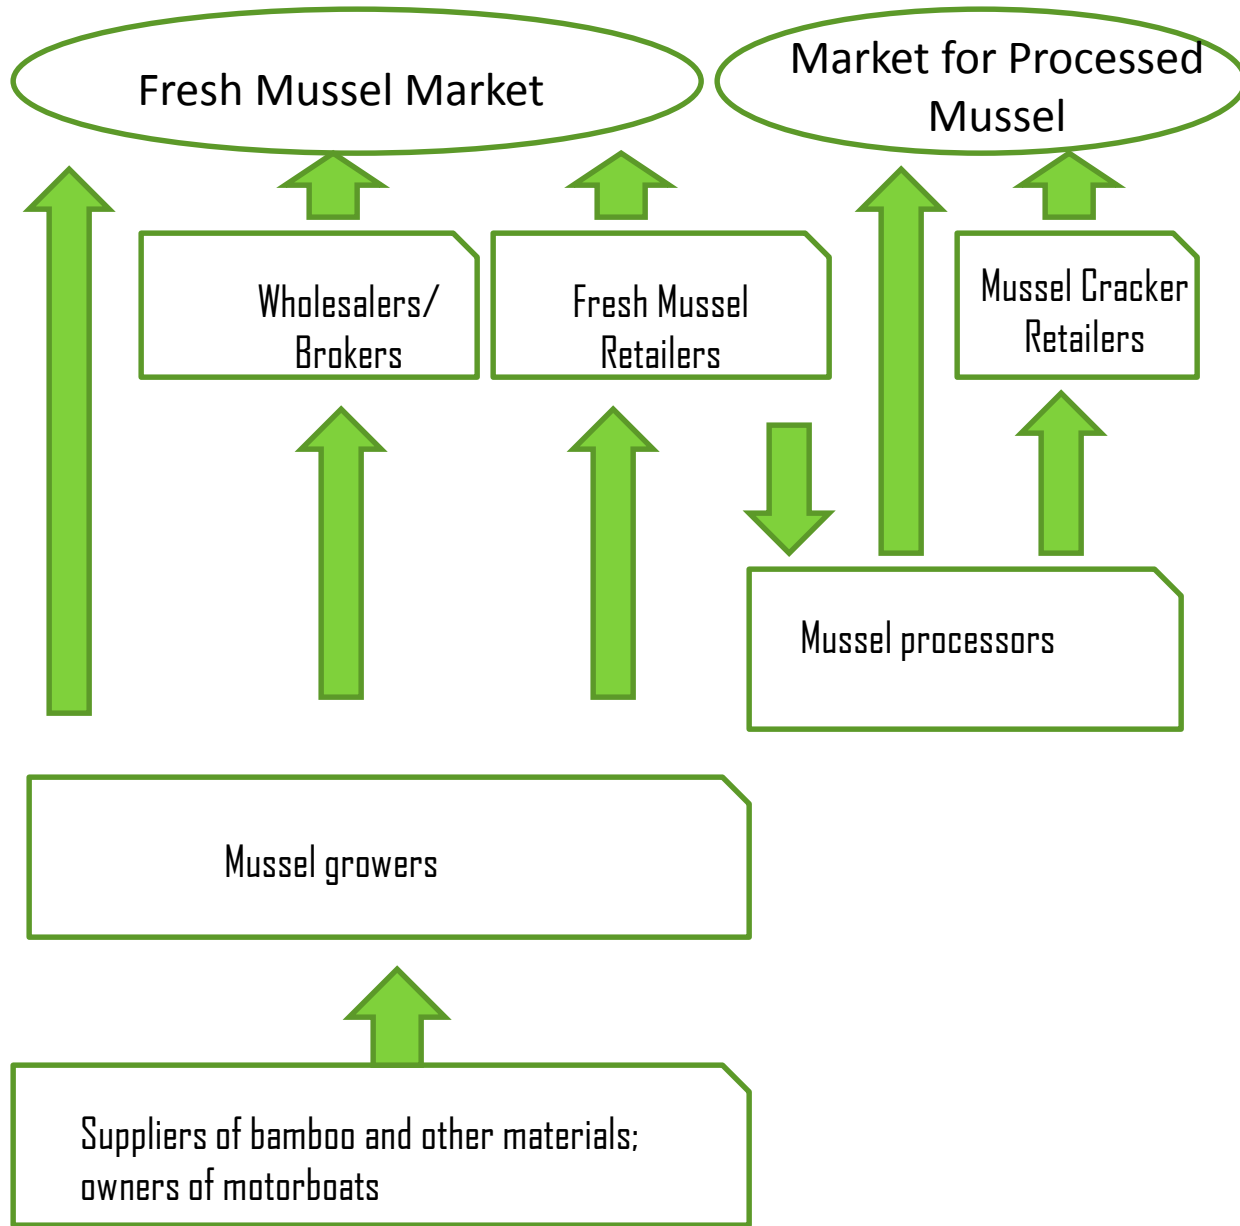 Fresh Mussel Market
Market for Processed
Mussel
Wholesalers/
Brokers
Fresh Mussel
Retailers
Mussel Cracker
Retailers
Mussel processors
Mussel growers
Suppliers of bamboo and other materials;
owners of motorboats